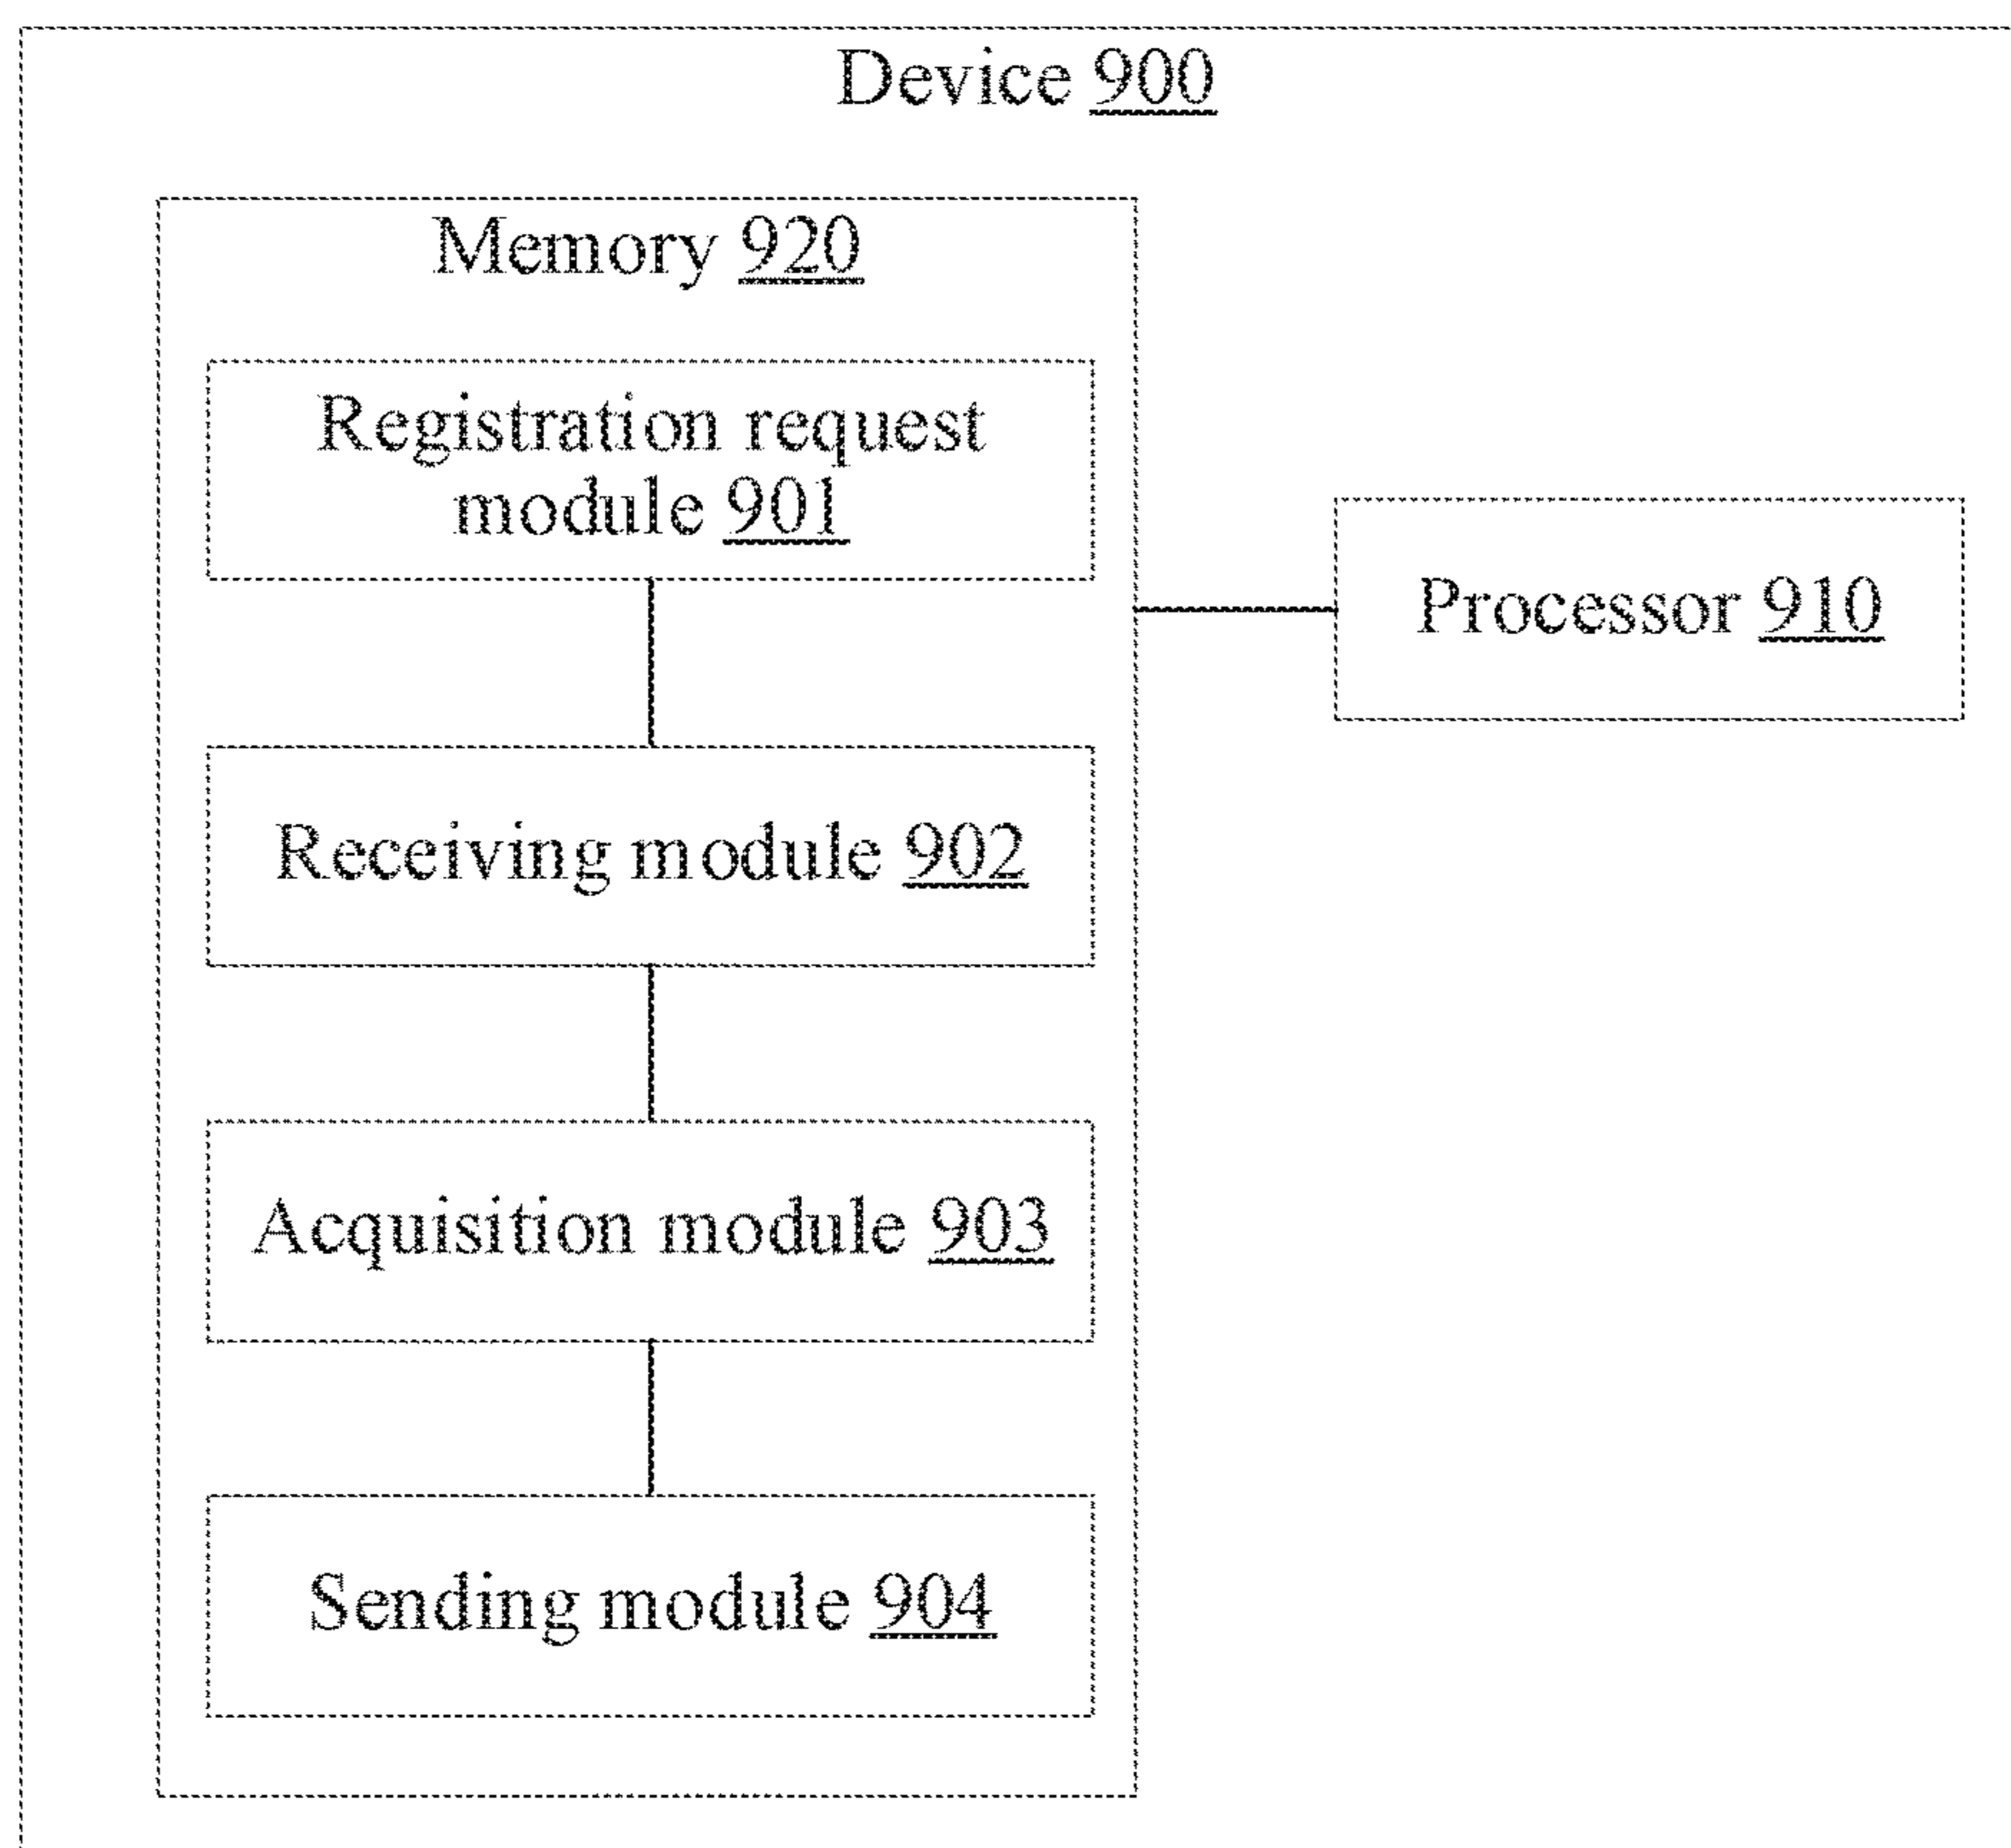 Device 900
Memory 920
Registration request
module 901
Processor 910
Receiving module 902
Acquisition module 903
Sending module 904